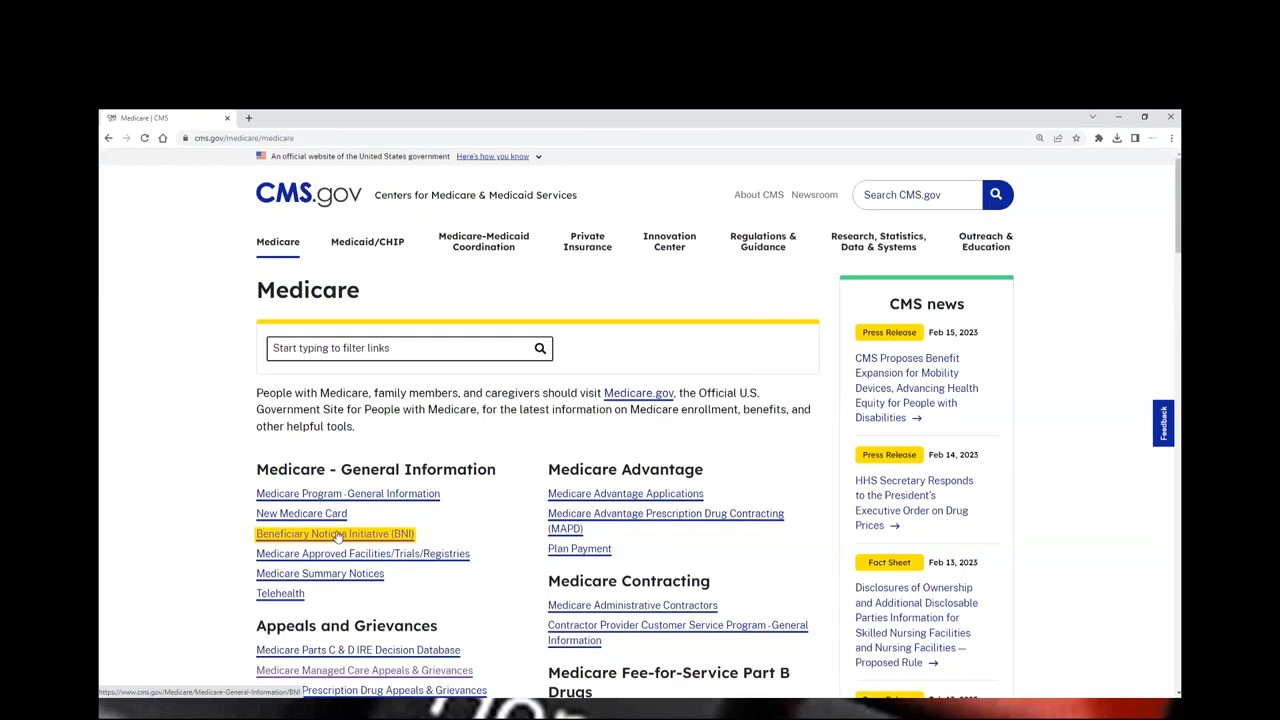 Medicare | CMS
cms.gov/medicare/medicare
An official website of the United States government Here's how you know
CMS.gov Centers for Medicare & Medicaid Services
About CMS Newsroom
Search CMS.gov
Medicare
Medicaid/CHIP
Medicare-Medicaid
Coordination
Private
Insurance
Innovation
Center
Regulations &
Guidance
Research, Statistics,
Data & Systems
Outreach &
Education
Medicare
Start typing to filter links
People with Medicare, family members, and caregivers should visit Medicare.gov, the Official U.S.
Government Site for People with Medicare, for the latest information on Medicare enrollment, benefits, and
other helpful tools.
Medicare - General Information
Medicare Program - General Information
New Medicare Card
Beneficiary Notices Initiative (BNI)
Medicare Approved Facilities/Trials/Registries
Medicare Summary Notices
Telehealth
Appeals and Grievances
Medicare Parts C & D IRE Decision Database
Medicare Managed Care Appeals & Grievances
Prescription Drug Appeals & Grievances
https://www.cms.gov/Medicare/Medicare-General-Information/BNI
Medicare Advantage
Medicare Advantage Applications
Medicare Advantage Prescription Drug Contracting
(MAPD)
Plan Payment
Medicare Contracting
Medicare Administrative Contractors
Contractor Provider Customer Service Program - General
Information
Medicare Fee-for-Service Part B
Drugs
CMS news
Press Release Feb 15, 2023
CMS Proposes Benefit
Expansion for Mobility
Devices, Advancing Health
Equity for People with
Disabilities
Press Release Feb 14, 2023
HHS Secretary Responds
to the President's
Executive Order on Drug
Prices
Fact Sheet Feb 13, 2023
Disclosures of Ownership
and Additional Disclosable
Parties Information for
Skilled Nursing Facilities
and Nursing Facilities —
Proposed Rule
Feedback